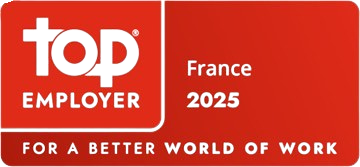 top®
EMPLOYER
France
2025
FOR A BETTER WORLD OF WORK